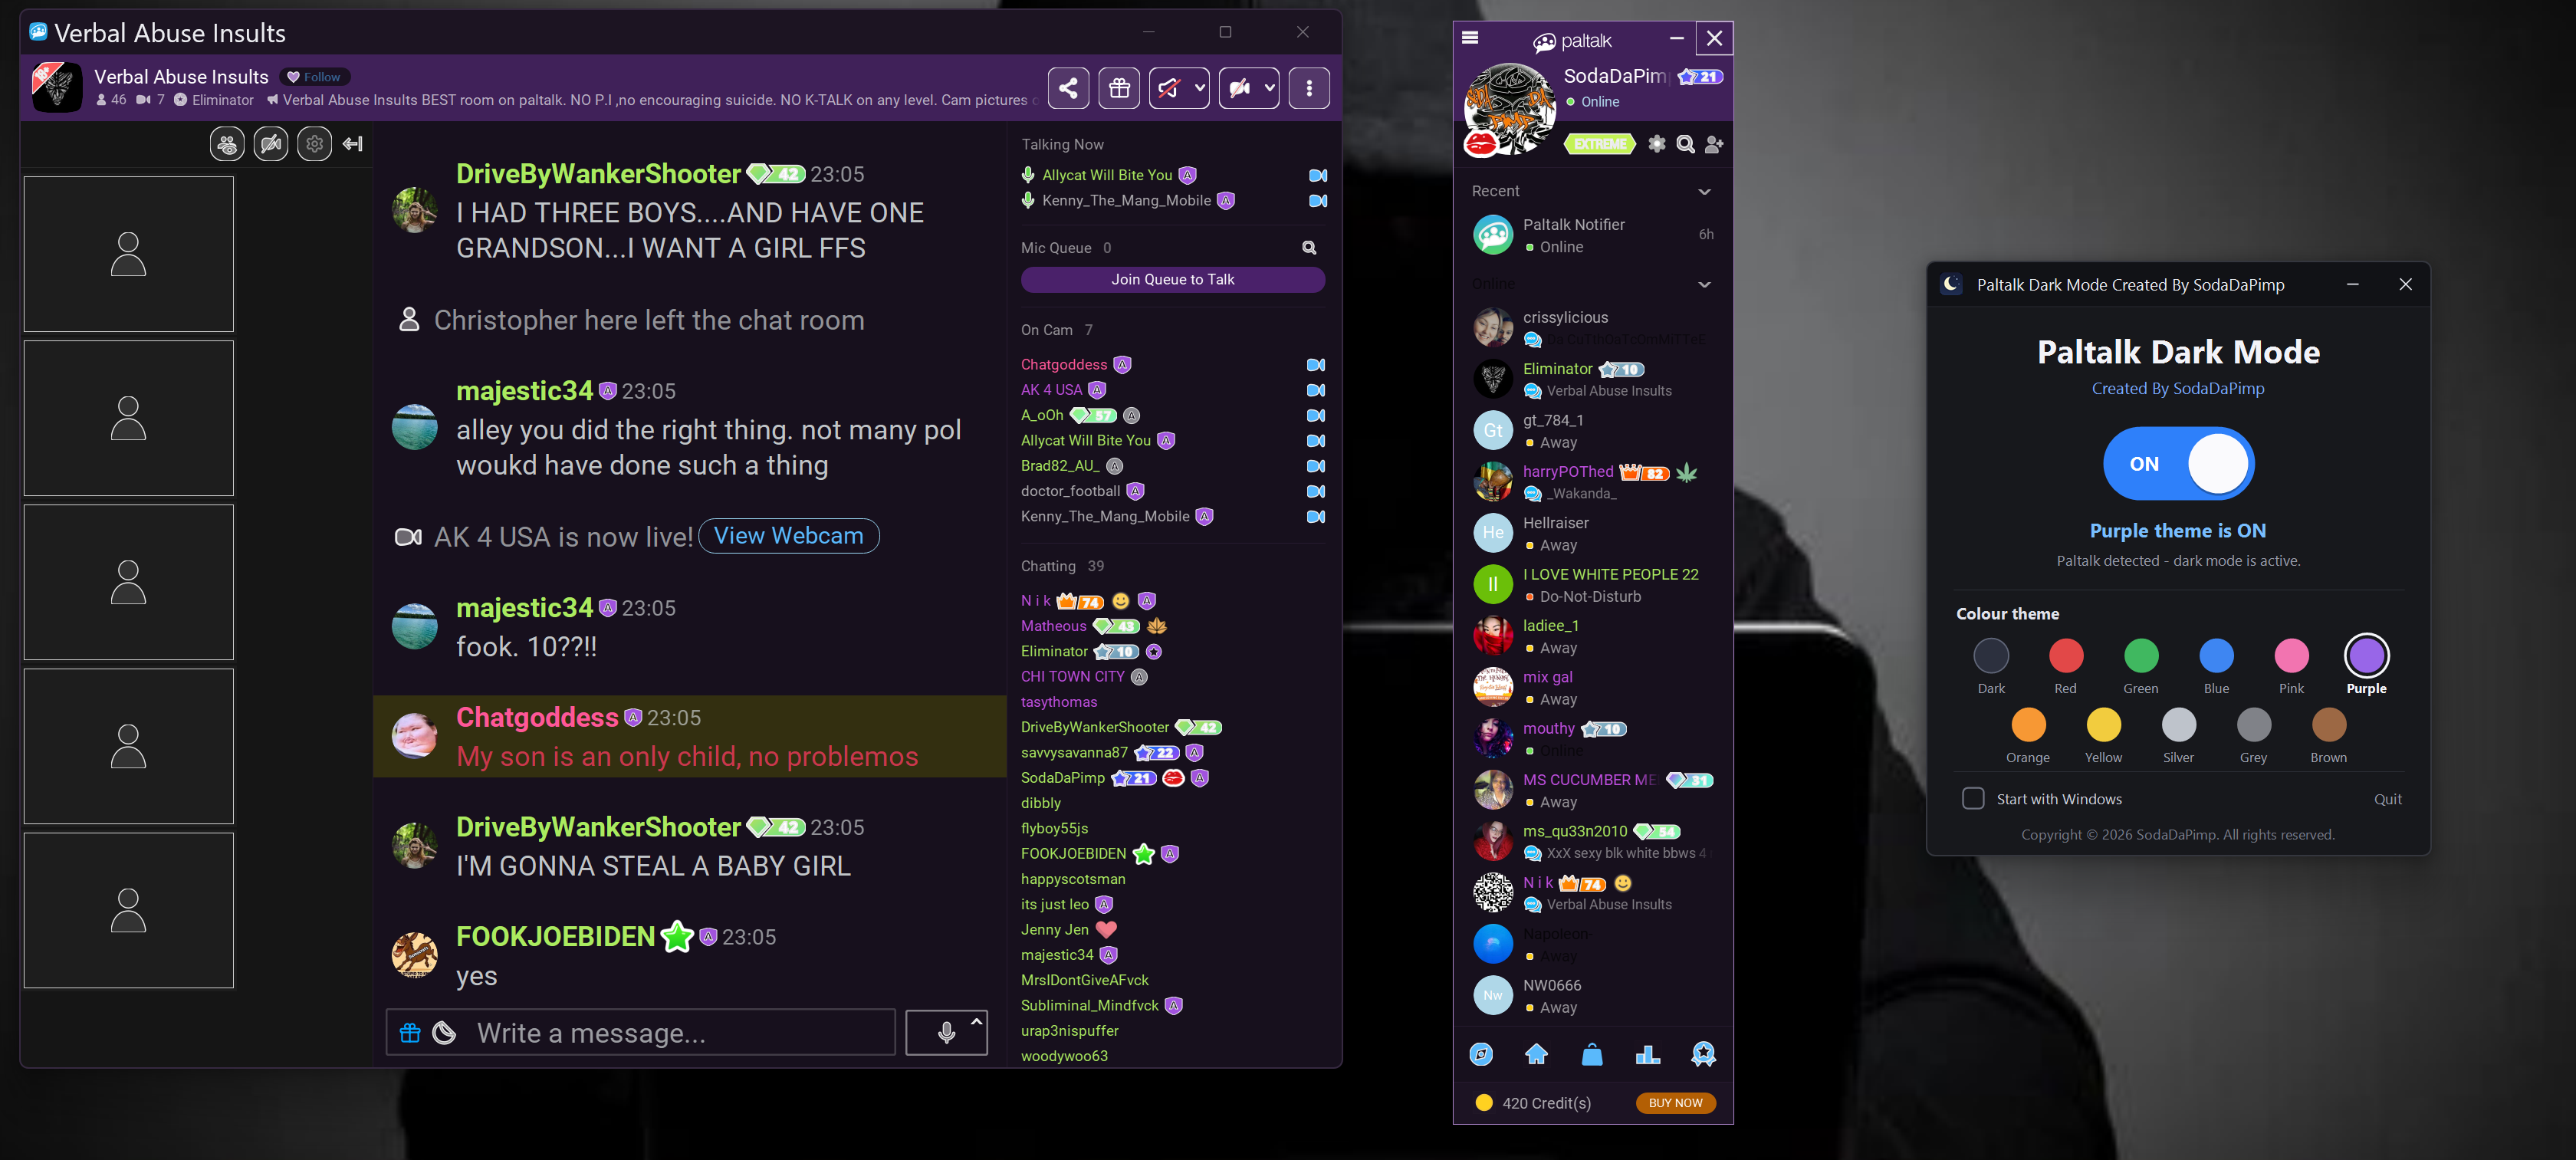 Verbal Abuse Insults
18+
Verbal Abuse Insults Follow
46 7 Eliminator Verbal Abuse Insults BEST room on paltalk. NO P.I ,no encouraging suicide. NO K-TALK on any level. Cam pictures
DriveByWankerShooter 42 23:05
I HAD THREE BOYS....AND HAVE ONE
GRANDSON...I WANT A GIRL FFS
Christopher here left the chat room
majestic34 A 23:05
alley you did the right thing. not many pol
woukd have done such a thing
AK 4 USA is now live! View Webcam
majestic34 A 23:05
fook. 10??!!
Chatgoddess A 23:05
My son is an only child, no problemos
DriveByWankerShooter 42 23:05
I'M GONNA STEAL A BABY GIRL
FOOKJOEBIDEN A 23:05
yes
Write a message...
Talking Now
Allycat Will Bite You A
Kenny_The_Mang_Mobile A
Mic Queue 0
Join Queue to Talk
On Cam 7
Chatgoddess A
AK 4 USA A
A_oOh 57 A
Allycat Will Bite You A
Brad82_AU_ A
doctor_football A
Kenny_The_Mang_Mobile A
Chatting 39
N i k 74 A
Matheous 43
Eliminator 10
CHI TOWN CITY A
tasythomas
DriveByWankerShooter 42
savvysavanna87 22 A
SodaDaPimp 21 A
dibbly
flyboy55js
FOOKJOEBIDEN A
happyscotsman
its just leo A
Jenny Jen
majestic34 A
MrsIDontGiveAFvck
Subliminal_Mindfvck A
urap3nispuffer
woodywoo63
paltalk
SODA DA PIMP
SodaDaPim 21
Online
EXTREME
Recent
Paltalk Notifier
Online
6h
Online
crissylicious
Eliminator 10
Verbal Abuse Insults
Gt
gt_784_1
Away
harryPOThed 82
_Wakanda_
He
Hellraiser
Away
Il
I LOVE WHITE PEOPLE 22
Do-Not-Disturb
ladiee_1
Away
mix gal
Away
mouthy 10
Online
MS CUCUMBER ME 31
Away
ms_qu33n2010 54
XxX sexy blk white bbws 4
N i k 74
Verbal Abuse Insults
Napoleon-
Away
Nw
NW0666
Away
420 Credit(s)
BUY NOW
Paltalk Dark Mode Created By SodaDaPimp
Paltalk Dark Mode
Created By SodaDaPimp
ON
Purple theme is ON
Paltalk detected - dark mode is active.
Colour theme
Dark Red Green Blue Pink Purple
Orange Yellow Silver Grey Brown
Start with Windows Quit
Copyright © 2026 SodaDaPimp. All rights reserved.